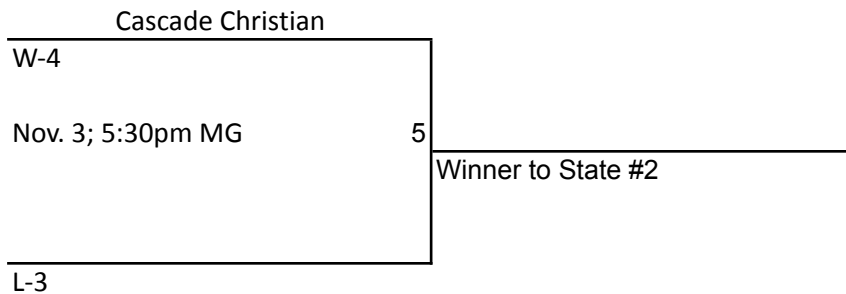 Cascade Christian
W-4
Nov. 3; 5:30pm MG 5
Winner to State #2
L-3